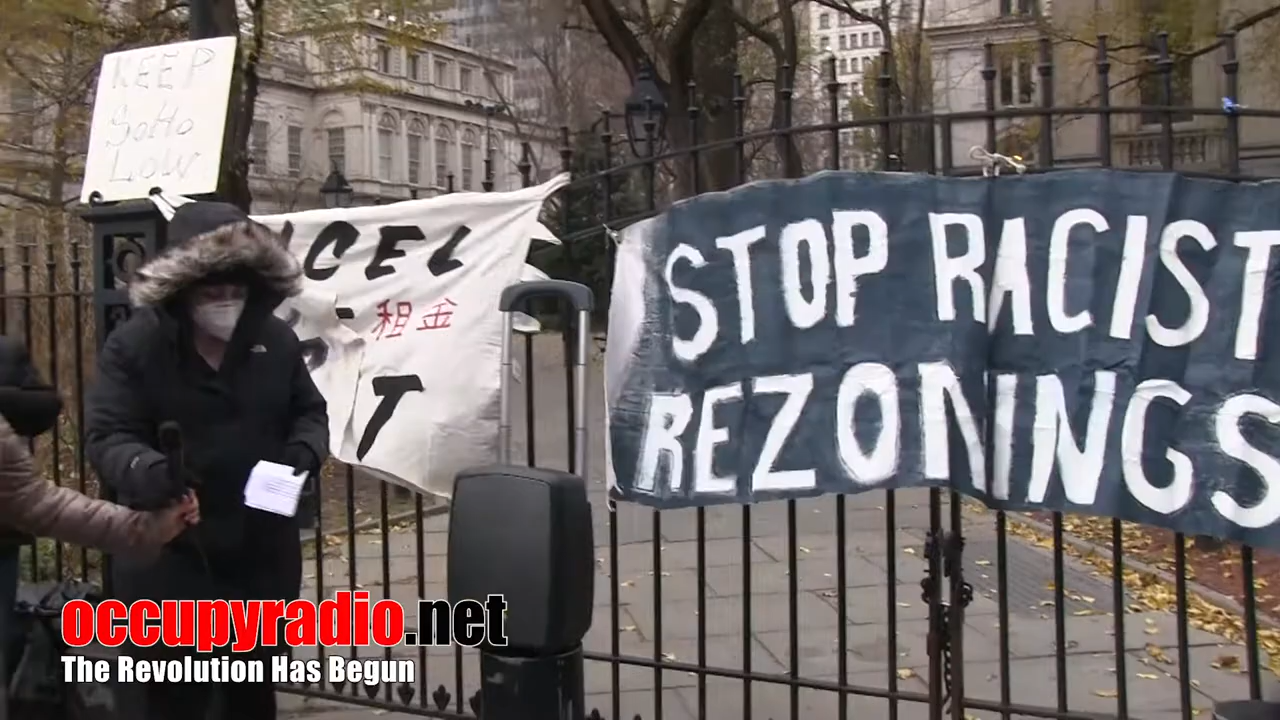 KEEP
SoHo
LOW
CEL
租金
T
STOP RACIST
REZONINGS
occupyradio.net
The Revolution Has Begun